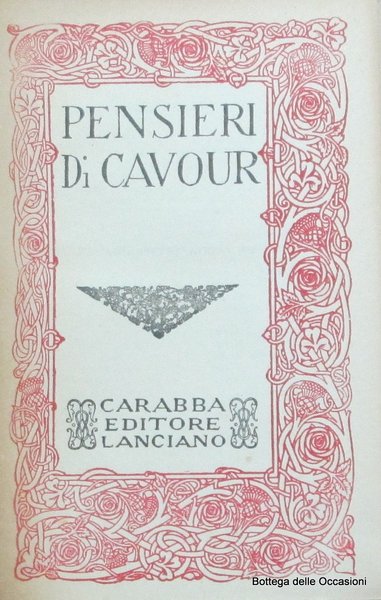 PENSIERI
Di CAVOUR
CARABBA
EDITORE
LANCIANO
Bottega delle Occasioni